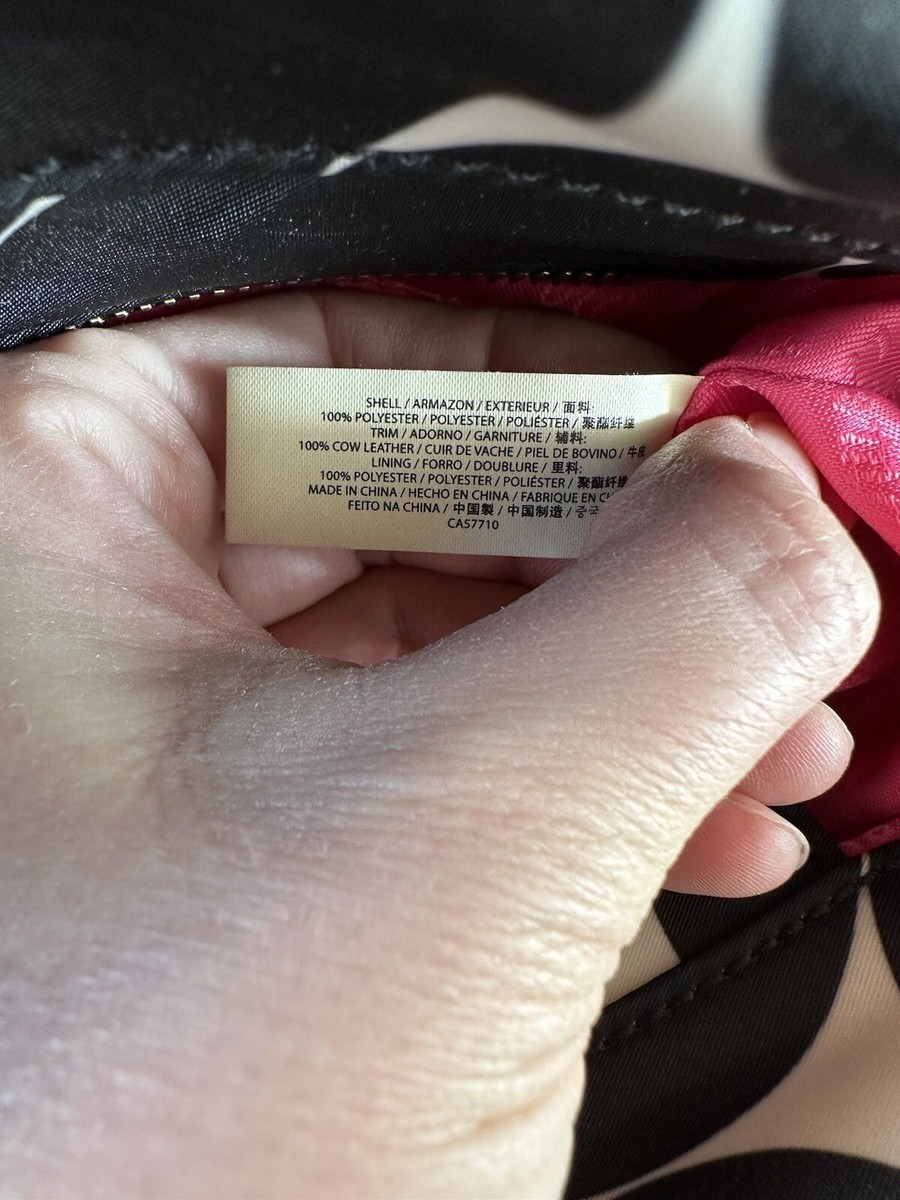 SHELL / ARMAZON / EXTERIEUR / 面料:
100% POLYESTER / POLYESTER / POLIÉSTER / 聚酯纤维
TRIM / ADORNO / GARNITURE / 辅料:
100% COW LEATHER / CUIR DE VACHE / PIEL DE BOVINO / 牛皮
LINING / FORRO / DOUBLURE / 里料:
100% POLYESTER / POLYESTER / POLIÉSTER / 聚酯纤维
MADE IN CHINA / HECHO EN CHINA / FABRIQUE EN
FEITO NA CHINA / 中国製 / 中国制造 / 중국
CA57710